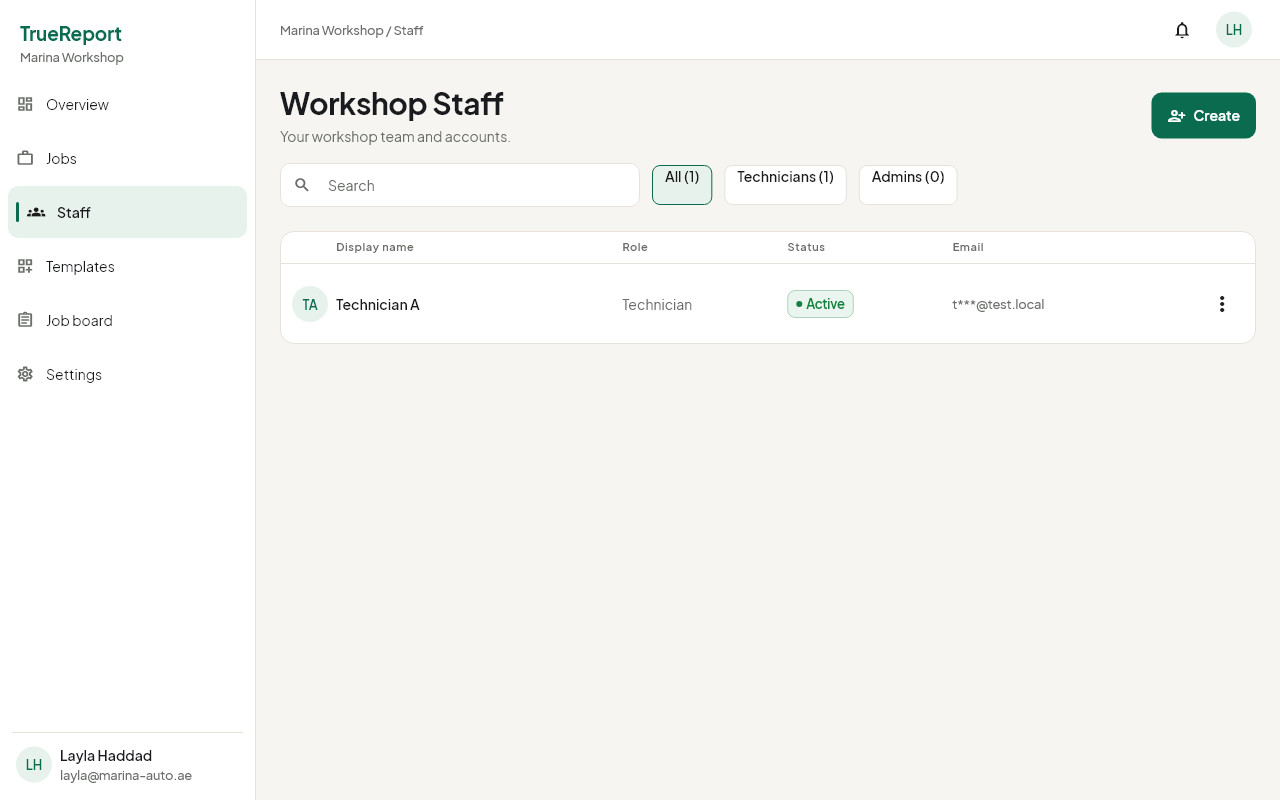 TrueReport
Marina Workshop
Overview
Jobs
Staff
Templates
Job board
Settings
Layla Haddad
layla@marina-auto.ae
LH
Marina Workshop / Staff
LH
Workshop Staff
Your workshop team and accounts.
Create
Search
All (1)
Technicians (1)
Admins (0)
Display name Role Status Email
TA Technician A Technician Active t***@test.local